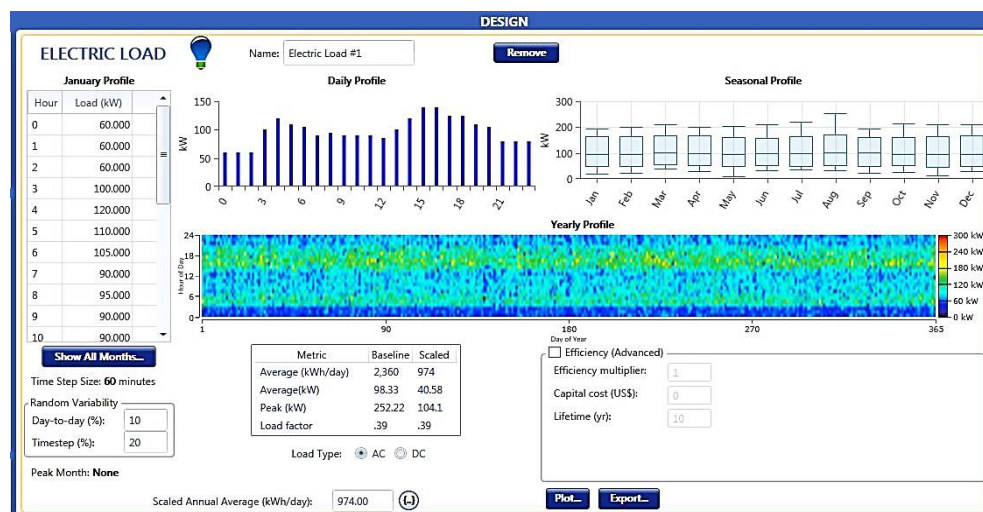 DESIGN
ELECTRIC LOAD
Name: Electric Load #1
Remove
January Profile
Hour Load (kW)
0 60.000
1 60.000
2 60.000
3 100.000
4 120.000
5 110.000
6 105.000
7 90.000
8 95.000
9 90.000
10 90.000
Show All Months...
Time Step Size: 60 minutes
Random Variability
Day-to-day (%): 10
Timestep (%): 20
Peak Month: None
Daily Profile
kW
150
100
50
0
0 3 6 9 12 15 18 21
Seasonal Profile
kW
300
200
100
0
Jan Feb Mar Apr May Jun Jul Aug Sep Oct Nov Dec
Yearly Profile
Hour of Day
24
18
12
6
0
1 90 180 270 365
Day of Year
300 kW
240 kW
180 kW
120 kW
60 kW
0 kW
Metric Baseline Scaled
Average (kWh/day) 2,360 974
Average(kW) 98.33 40.58
Peak (kW) 252.22 104.1
Load factor .39 .39
Load Type: AC DC
Scaled Annual Average (kWh/day): 974.00 {..}
Efficiency (Advanced)
Efficiency multiplier: 1
Capital cost (US$): 0
Lifetime (yr): 10
Plot... Export...